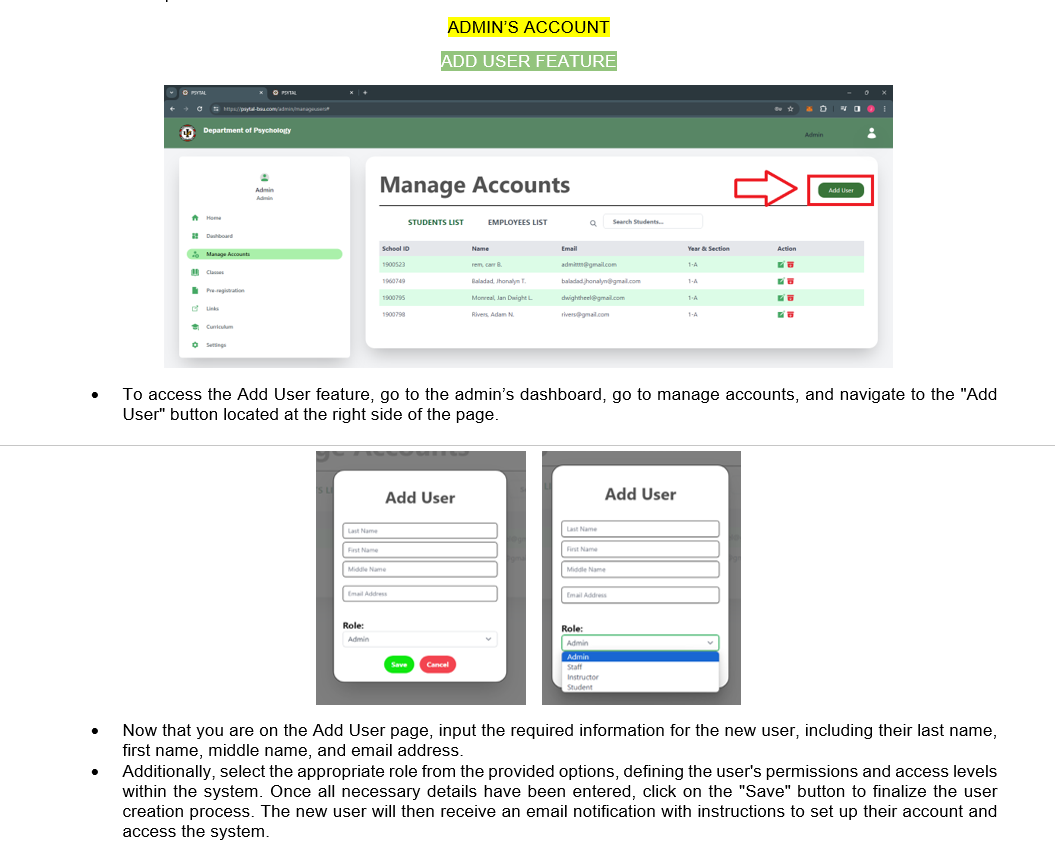 ADMIN'S ACCOUNT
ADD USER FEATURE
PSYTAL
PSYTAL
https://psytal-bsu.com/admin/manageusers#
Department of Psychology
Admin
Admin
Admin
Home
Dashboard
Manage Accounts
Classes
Pre-registration
Links
Curriculum
Settings
Manage Accounts
Add User
STUDENTS LIST EMPLOYEES LIST Search Students...
School ID Name Email Year & Section Action
1900523 rem, carr B. admitttt@gmail.com 1-A
1960749 Baladad, Jhonalyn T. baladad.jhonalyn@gmail.com 1-A
1900795 Monreal, Ian Dwight L. dwightheel@gmail.com 1-A
1900798 Rivers, Adam N. rivers@gmail.com 1-A
• To access the Add User feature, go to the admin's dashboard, go to manage accounts, and navigate to the "Add
User" button located at the right side of the page.
Add User
Last Name
First Name
Middle Name
Email Address
Role:
Admin
Save Cancel
Add User
Last Name
First Name
Middle Name
Email Address
Role:
Admin
Admin
Staff
Instructor
Student
• Now that you are on the Add User page, input the required information for the new user, including their last name,
first name, middle name, and email address.
• Additionally, select the appropriate role from the provided options, defining the user's permissions and access levels
within the system. Once all necessary details have been entered, click on the "Save" button to finalize the user
creation process. The new user will then receive an email notification with instructions to set up their account and
access the system.